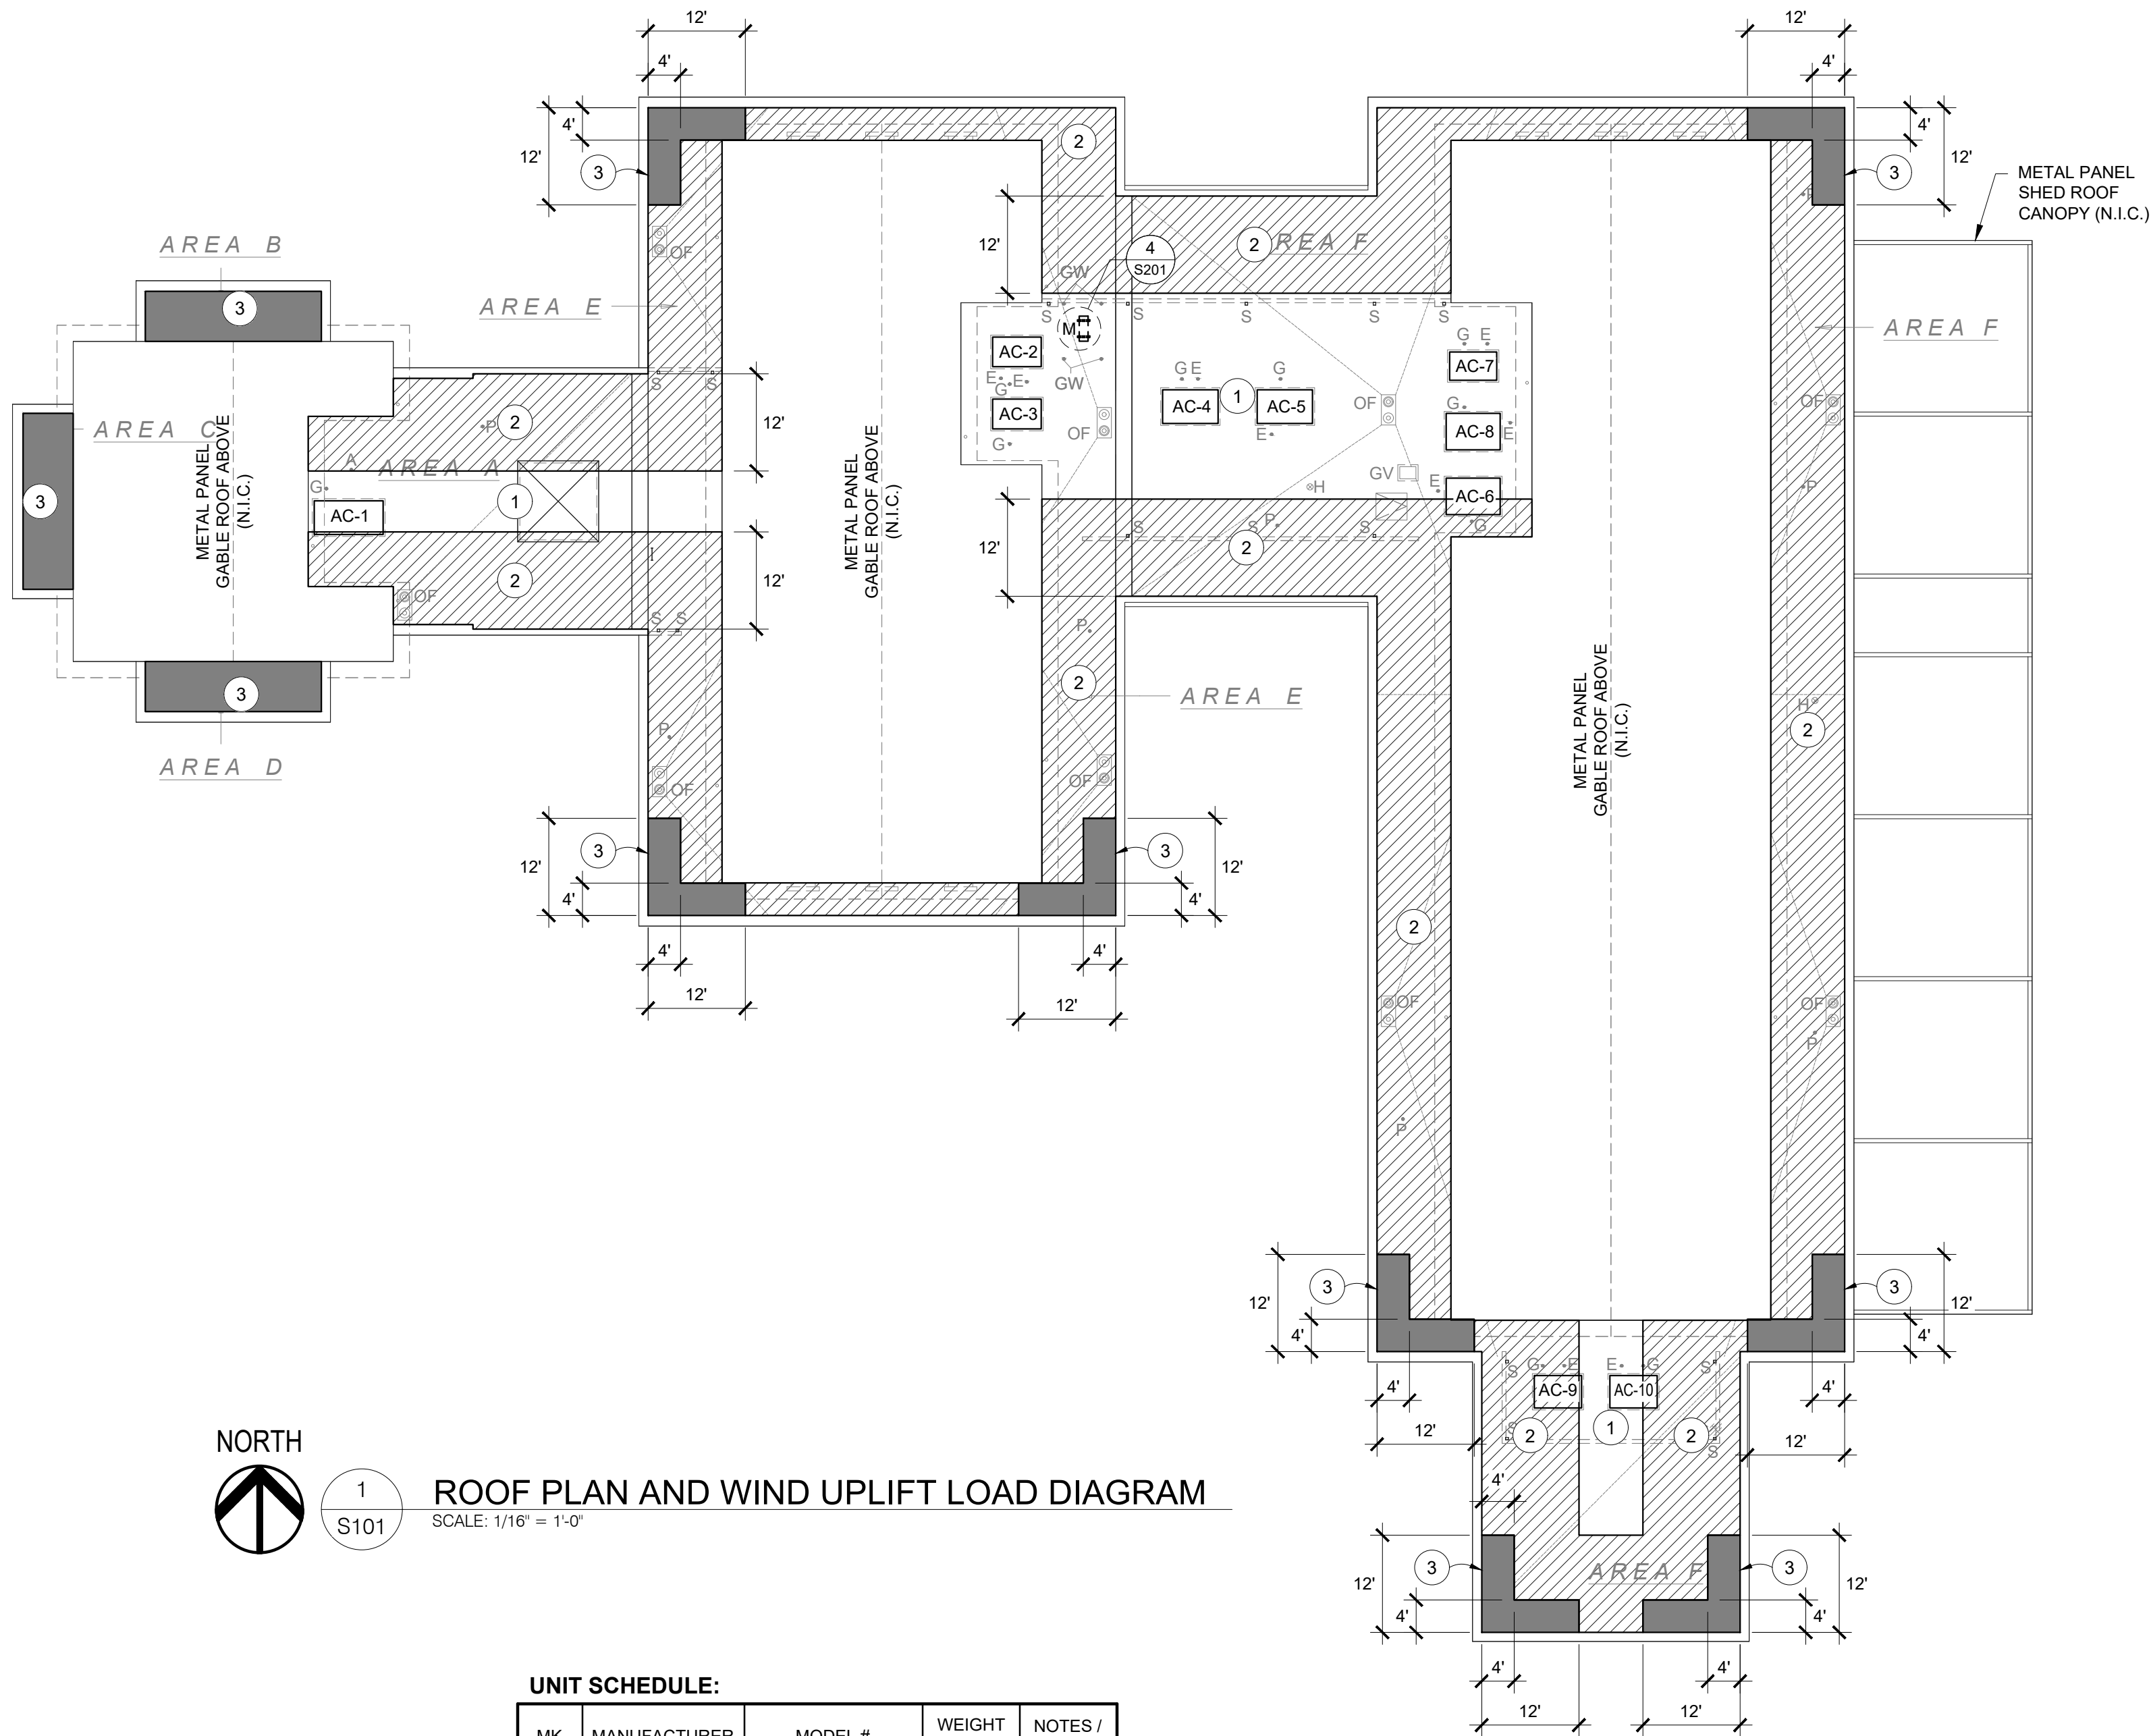 12'
12'
4'
4'
4'
12'
3
2
4'
12'
3
METAL PANEL
SHED ROOF
CANOPY (N.I.C.)
AREA B
OF
12'
4
S201
2
REA F
GW
AREA E
3
S
S
S
S
S
M
AREA F
AC-2
G
E
AC-7
S
S
E
G
E
GW
G
E
G
AC-3
AC-4
1
AC-5
OF
G
AC-8
E
OF
AREA C
P
2
12'
OF
G
E
METAL PANEL
GABLE ROOF ABOVE
(N.I.C.)
A
AREA A
METAL PANEL
GABLE ROOF ABOVE
(N.I.C.)
G
GV
E
H
P
3
AC-1
1
AC-6
S
S
P
S
G
12'
2
I
2
12'
OF
S
S
P
2
AREA E
METAL PANEL
GABLE ROOF ABOVE
(N.I.C.)
3
H
2
P
AREA D
OF
OF
12'
3
3
12'
4'
4'
4'
4'
12'
12'
2
OF
OF
P
P
12'
3
3
12'
4'
4'
S
G
E
E
G
S
AC-9
AC-10
4'
4'
12'
S
2
1
2
S
12'
NORTH
1
S101
ROOF PLAN AND WIND UPLIFT LOAD DIAGRAM
SCALE: 1/16" = 1'-0"
4'
12'
3
AREA F
3
12'
4'
4'
4'
4'
12'
12'
UNIT SCHEDULE:
MK
MANUFACTURER
MODEL #
WEIGHT
NOTES /